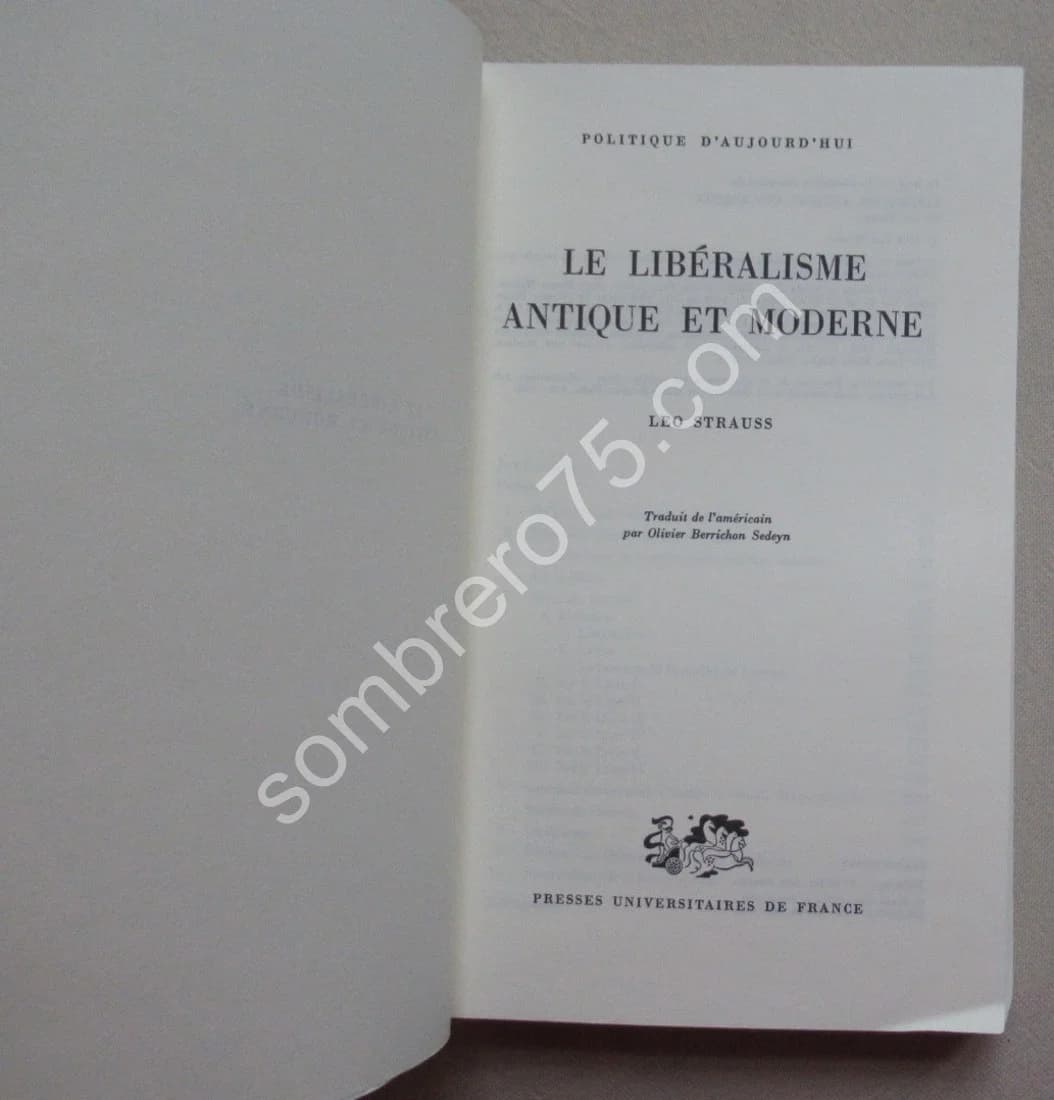 POLITIQUE D'AUJOURD'HUI
LE LIBÉRALISME
ANTIQUE ET MODERNE
LEO STRAUSS
Traduit de l'américain
par Olivier Berrichon Sedeyn
PRESSES UNIVERSITAIRES DE FRANCE
sombrero75.com